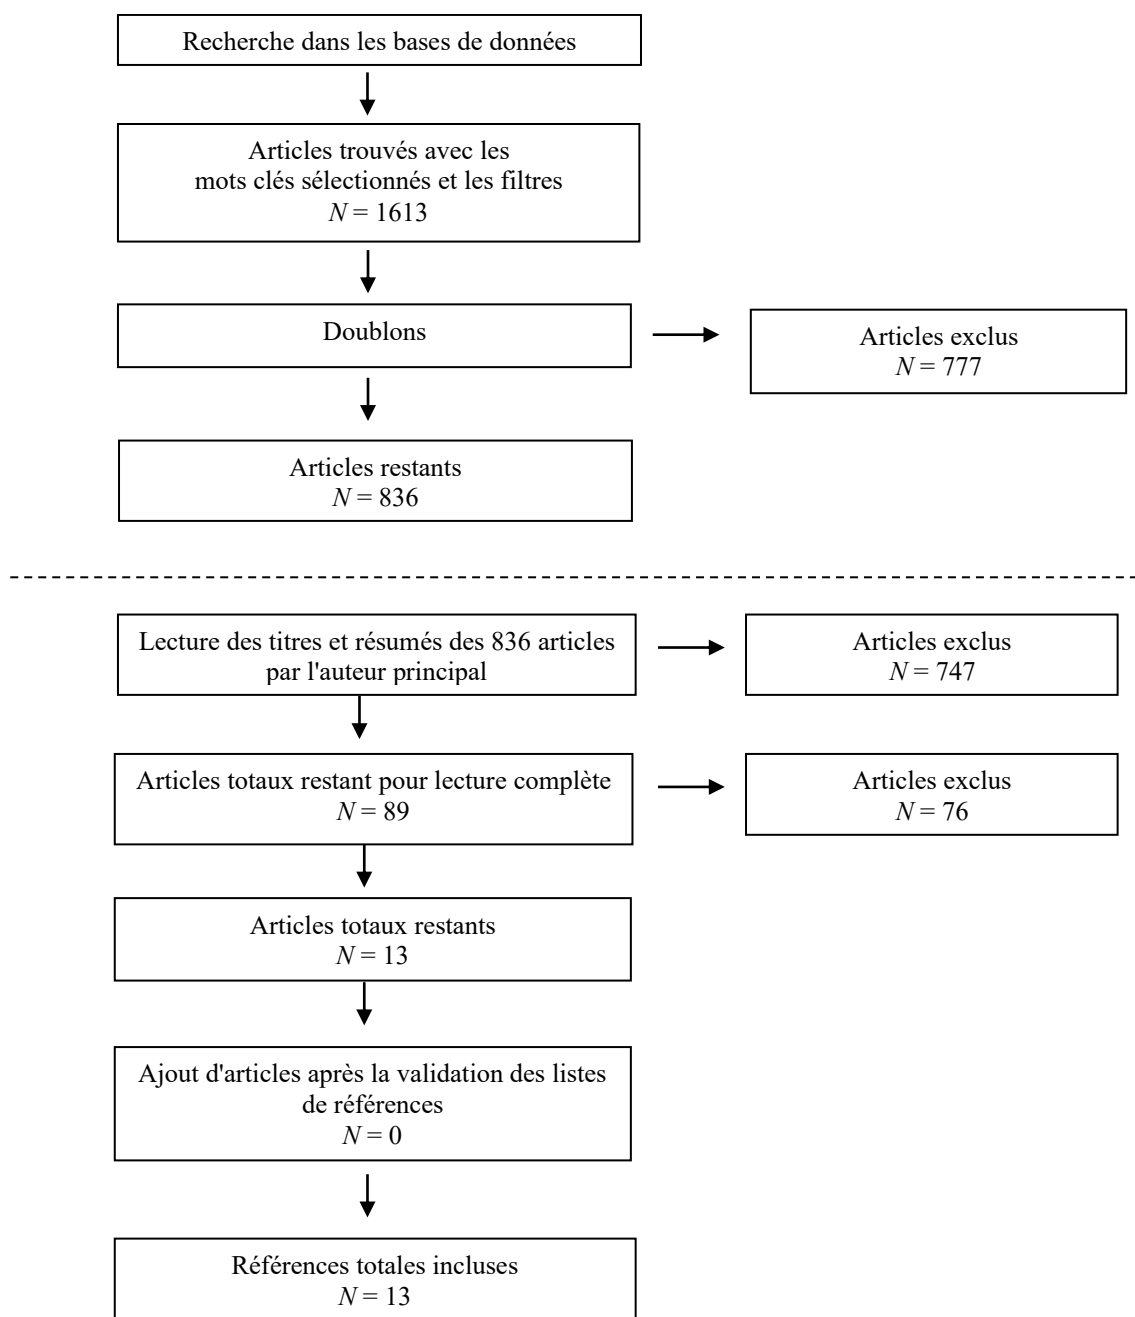 Recherche dans les bases de données
Articles trouvés avec les
mots clés sélectionnés et les filtres
N = 1613
Doublons
Articles exclus
N = 777
Articles restants
N = 836
Lecture des titres et résumés des 836 articles
par l'auteur principal
Articles exclus
N = 747
Articles totaux restant pour lecture complète
N = 89
Articles exclus
N = 76
Articles totaux restants
N = 13
Ajout d'articles après la validation des listes
de références
N = 0
Références totales incluses
N = 13